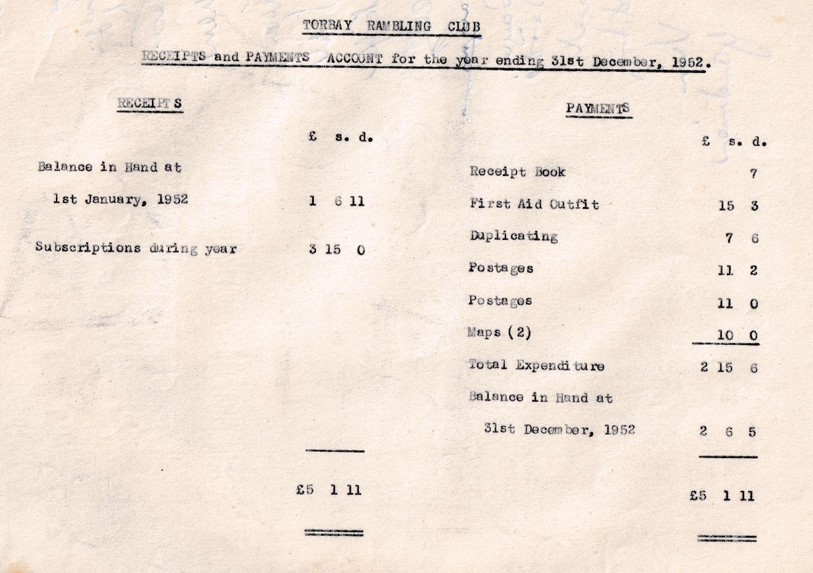 TORBAY RAMBLING CLUB
RECEIPTS and PAYMENTS ACCOUNT for the year ending 31st December, 1952.
RECEIPTS
£ s. d.
Balance in Hand at
1st January, 1952 1 6 11
Subscriptions during year 3 15 0
£5 1 11
PAYMENTS
£ s. d.
Receipt Book 7
First Aid Outfit 15 3
Duplicating 7 6
Postages 11 2
Postages 11 0
Maps (2) 10 0
Total Expenditure 2 15 6
Balance in Hand at
31st December, 1952 2 6 5
£5 1 11